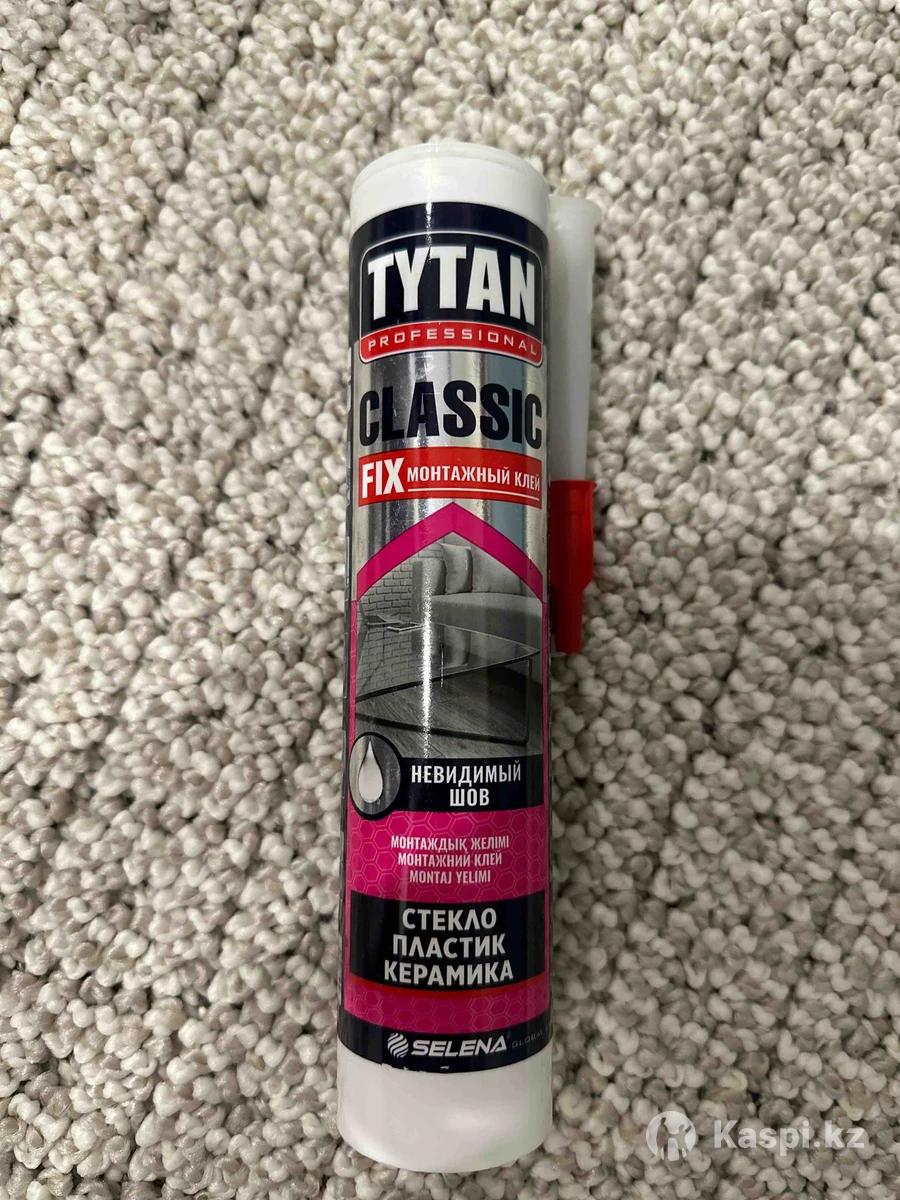 TYTAN
PROFESSIONAL
CLASSIC
FIX МОНТАЖНЫЙ КЛЕЙ
НЕВИДИМЫЙ
ШОВ
МОНТАЖДЫҚ ЖЕЛІМІ
МОНТАЖНИЙ КЛЕЙ
MONTAJ YELIMI
СТЕКЛО
ПЛАСТИК
КЕРАМИКА
SELENA GLOBAL
Kaspi.kz